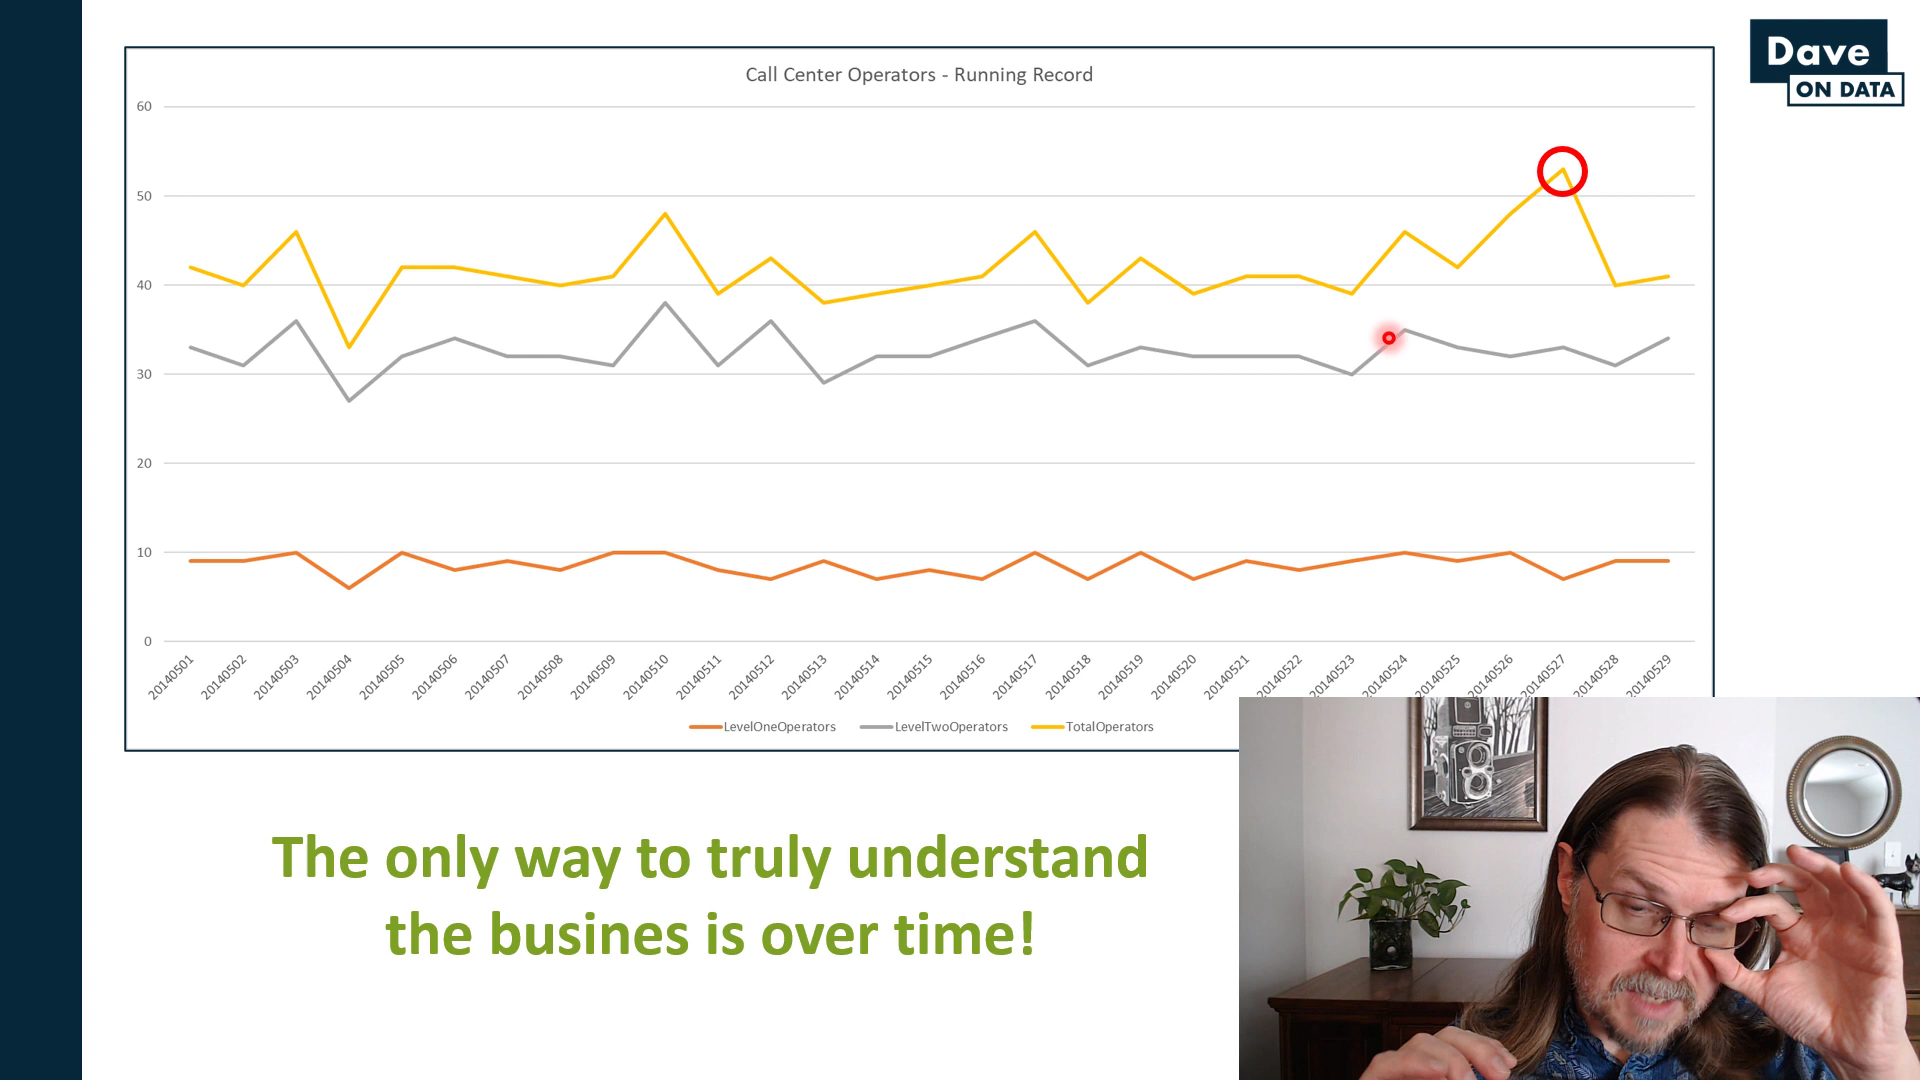 Dave
ON DATA
Call Center Operators - Running Record
60
50
40
30
20
10
0
20140501 20140502 20140503 20140504 20140505 20140506 20140507 20140508 20140509 20140510 20140511 20140512 20140513 20140514 20140515 20140516 20140517 20140518 20140519 20140520 20140521 20140522 20140523 20140524 20140525 20140526 20140527 20140528 20140529
LevelOneOperators LevelTwoOperators TotalOperators
The only way to truly understand
the busines is over time!